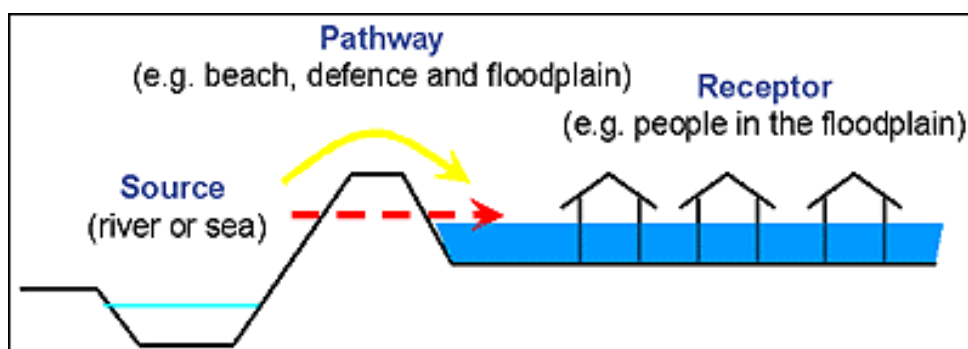 Pathway
(e.g. beach, defence and floodplain)
Receptor
(e.g. people in the floodplain)
Source
(river or sea)